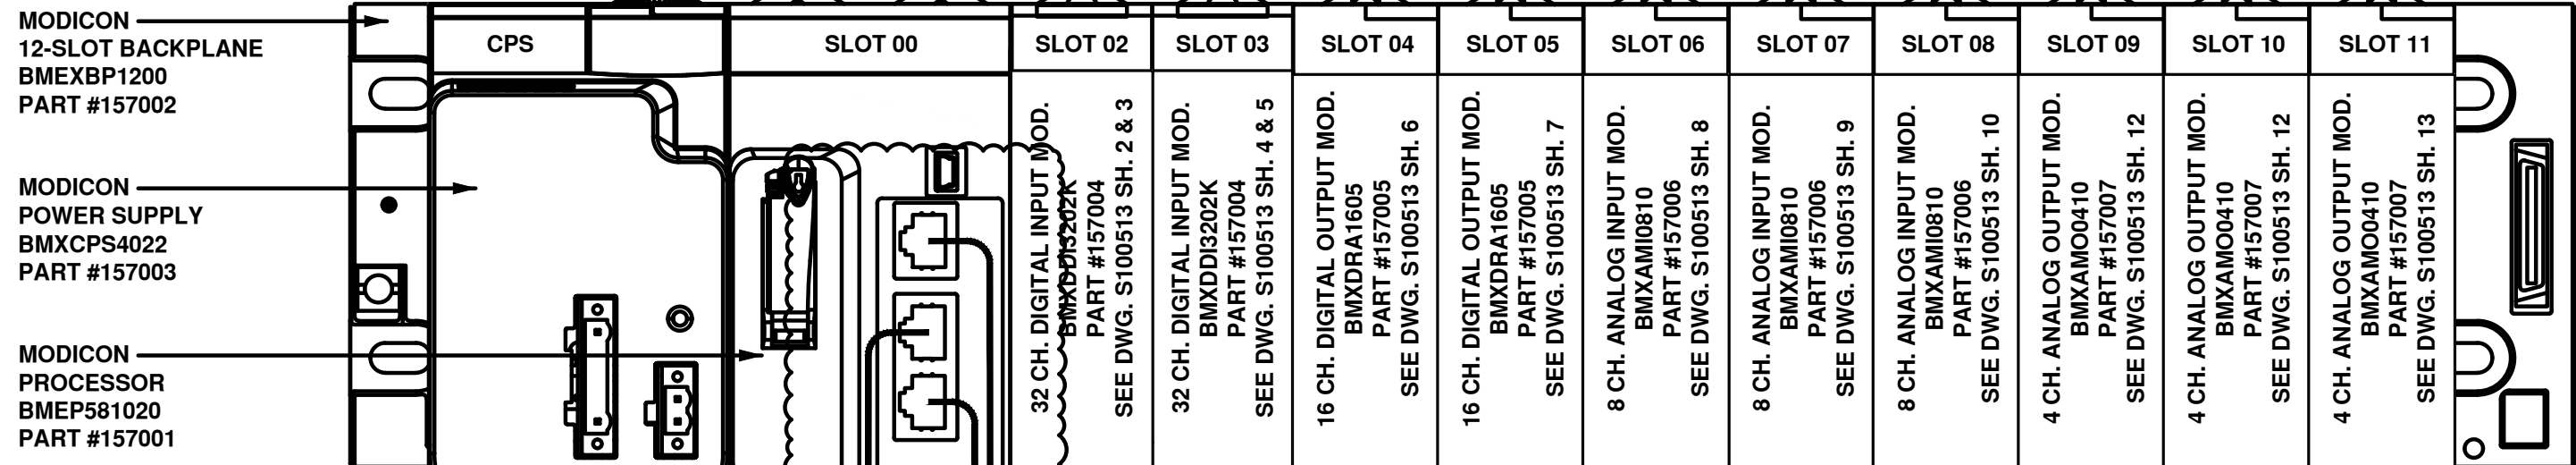 MODICON
12-SLOT BACKPLANE
BMEXBP1200
PART #157002
MODICON
POWER SUPPLY
BMXCPS4022
PART #157003
MODICON
PROCESSOR
BMEP581020
PART #157001
CPS
SLOT 00
SLOT 02
32 CH. DIGITAL INPUT MOD.
BMXDDI3202K
PART #157004
SEE DWG. S100513 SH. 2 & 3
SLOT 03
32 CH. DIGITAL INPUT MOD.
BMXDDI3202K
PART #157004
SEE DWG. S100513 SH. 4 & 5
SLOT 04
16 CH. DIGITAL OUTPUT MOD.
BMXDRA1605
PART #157005
SEE DWG. S100513 SH. 6
SLOT 05
16 CH. DIGITAL OUTPUT MOD.
BMXDRA1605
PART #157005
SEE DWG. S100513 SH. 7
SLOT 06
8 CH. ANALOG INPUT MOD.
BMXAMI0810
PART #157006
SEE DWG. S100513 SH. 8
SLOT 07
8 CH. ANALOG INPUT MOD.
BMXAMI0810
PART #157006
SEE DWG. S100513 SH. 9
SLOT 08
8 CH. ANALOG INPUT MOD.
BMXAMI0810
PART #157006
SEE DWG. S100513 SH. 10
SLOT 09
4 CH. ANALOG OUTPUT MOD.
BMXAMO0410
PART #157007
SEE DWG. S100513 SH. 12
SLOT 10
4 CH. ANALOG OUTPUT MOD.
BMXAMO0410
PART #157007
SEE DWG. S100513 SH. 12
SLOT 11
4 CH. ANALOG OUTPUT MOD.
BMXAMO0410
PART #157007
SEE DWG. S100513 SH. 13